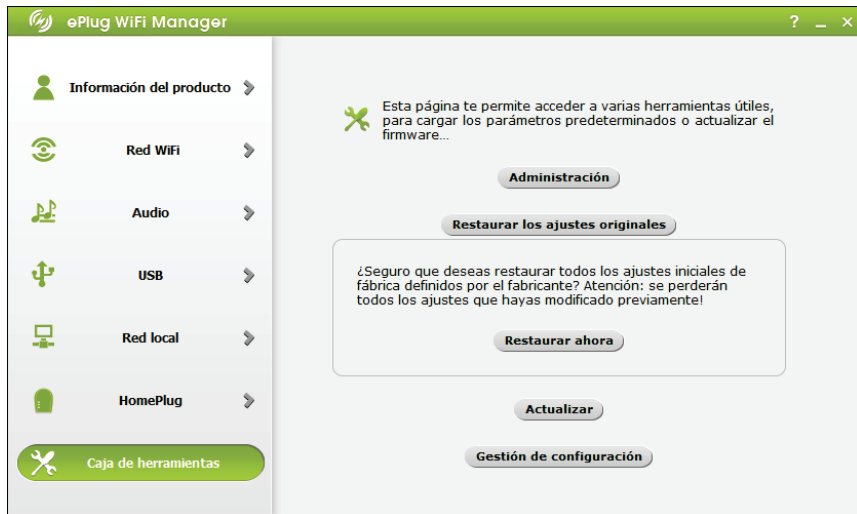 ePlug WiFi Manager
? _ ×
Información del producto
Red WiFi
Audio
USB
Red local
HomePlug
Caja de herramientas
Esta página te permite acceder a varias herramientas útiles,
para cargar los parámetros predeterminados o actualizar el
firmware...
Administración
Restaurar los ajustes originales
¿Seguro que deseas restaurar todos los ajustes iniciales de
fábrica definidos por el fabricante? Atención: se perderán
todos los ajustes que hayas modificado previamente!
Restaurar ahora
Actualizar
Gestión de configuración